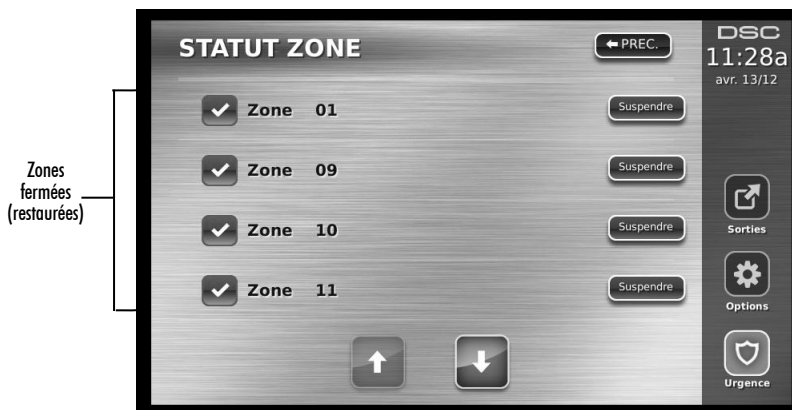 Zones
fermées
(restaurées)
STATUT ZONE
PREC.
Zone 01 Suspendre
Zone 09 Suspendre
Zone 10 Suspendre
Zone 11 Suspendre
DSC
11:28a
avr. 13/12
Sorties
Options
Urgence